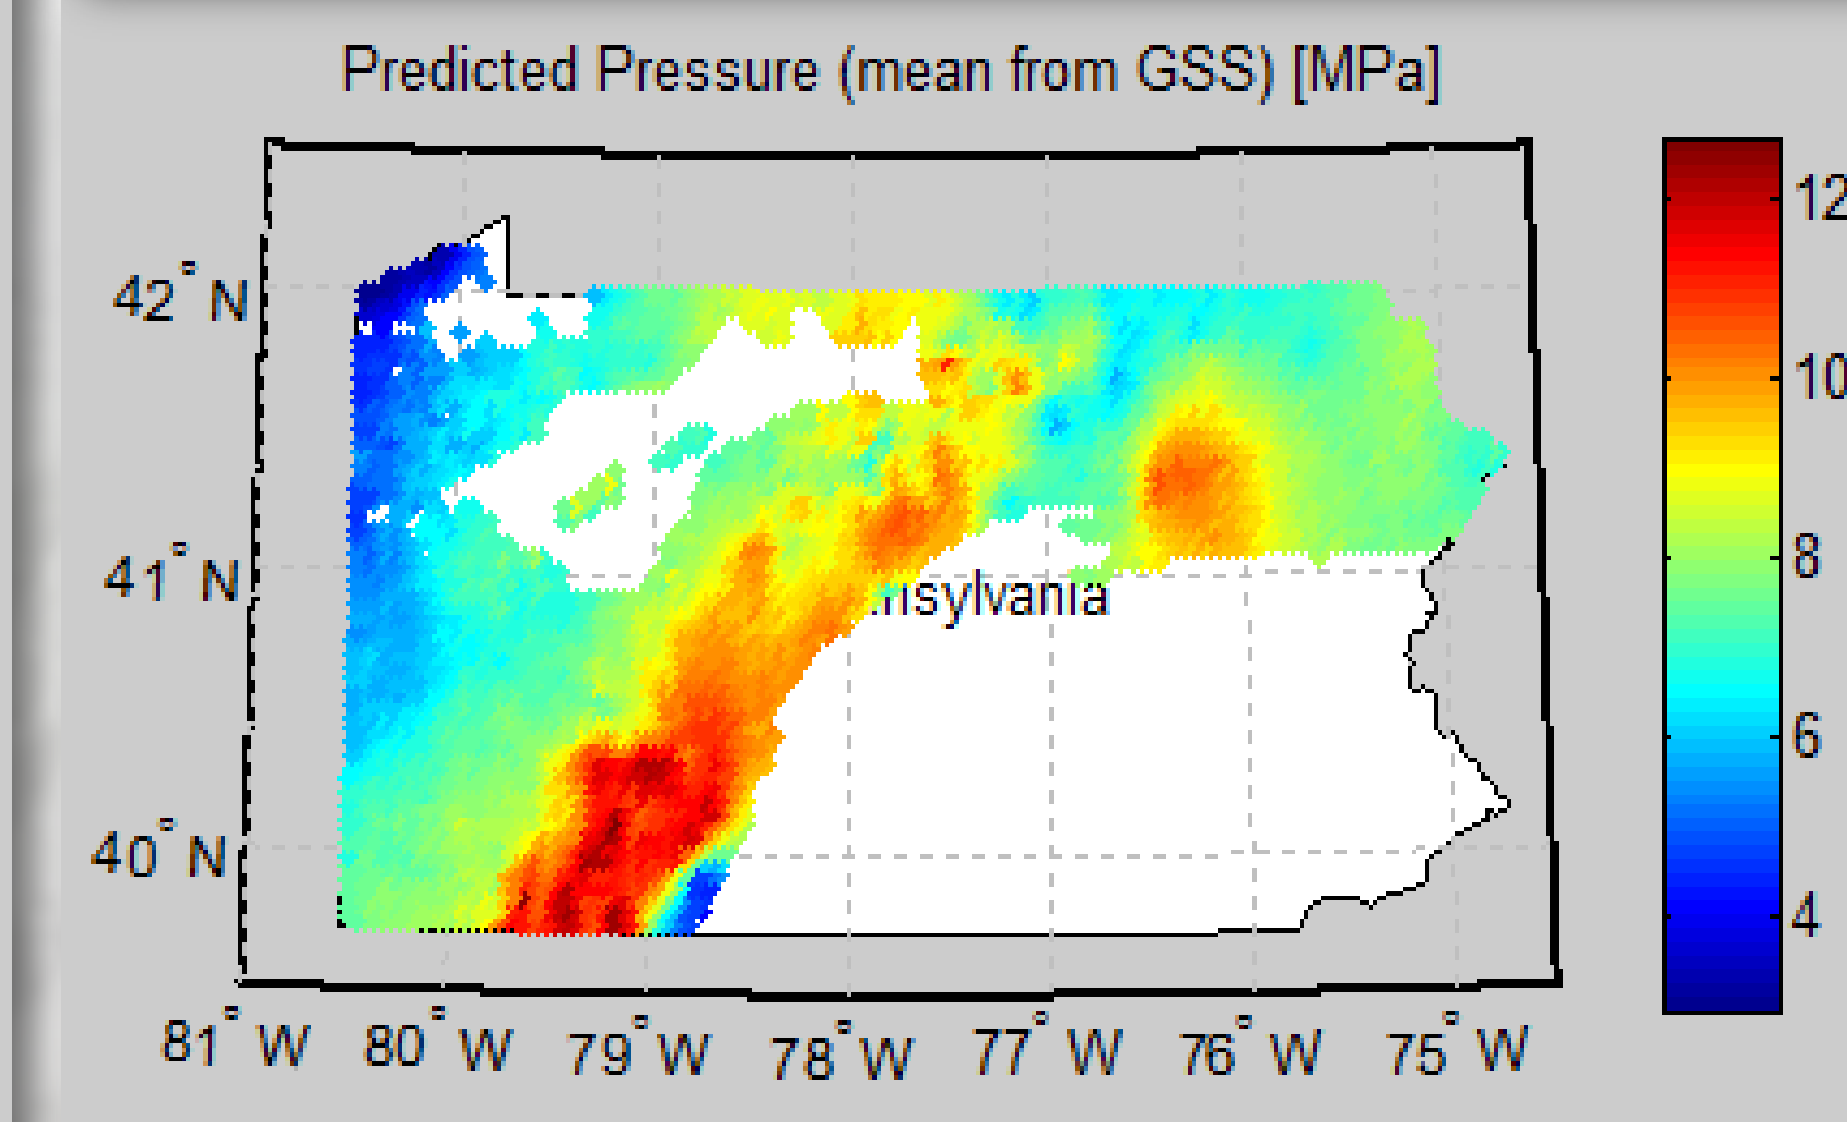 Predicted Pressure (mean from GSS) [MPa]
42° N
41° N
40° N
nsylvania
81° W 80° W 79° W 78° W 77° W 76° W 75° W
12
10
8
6
4